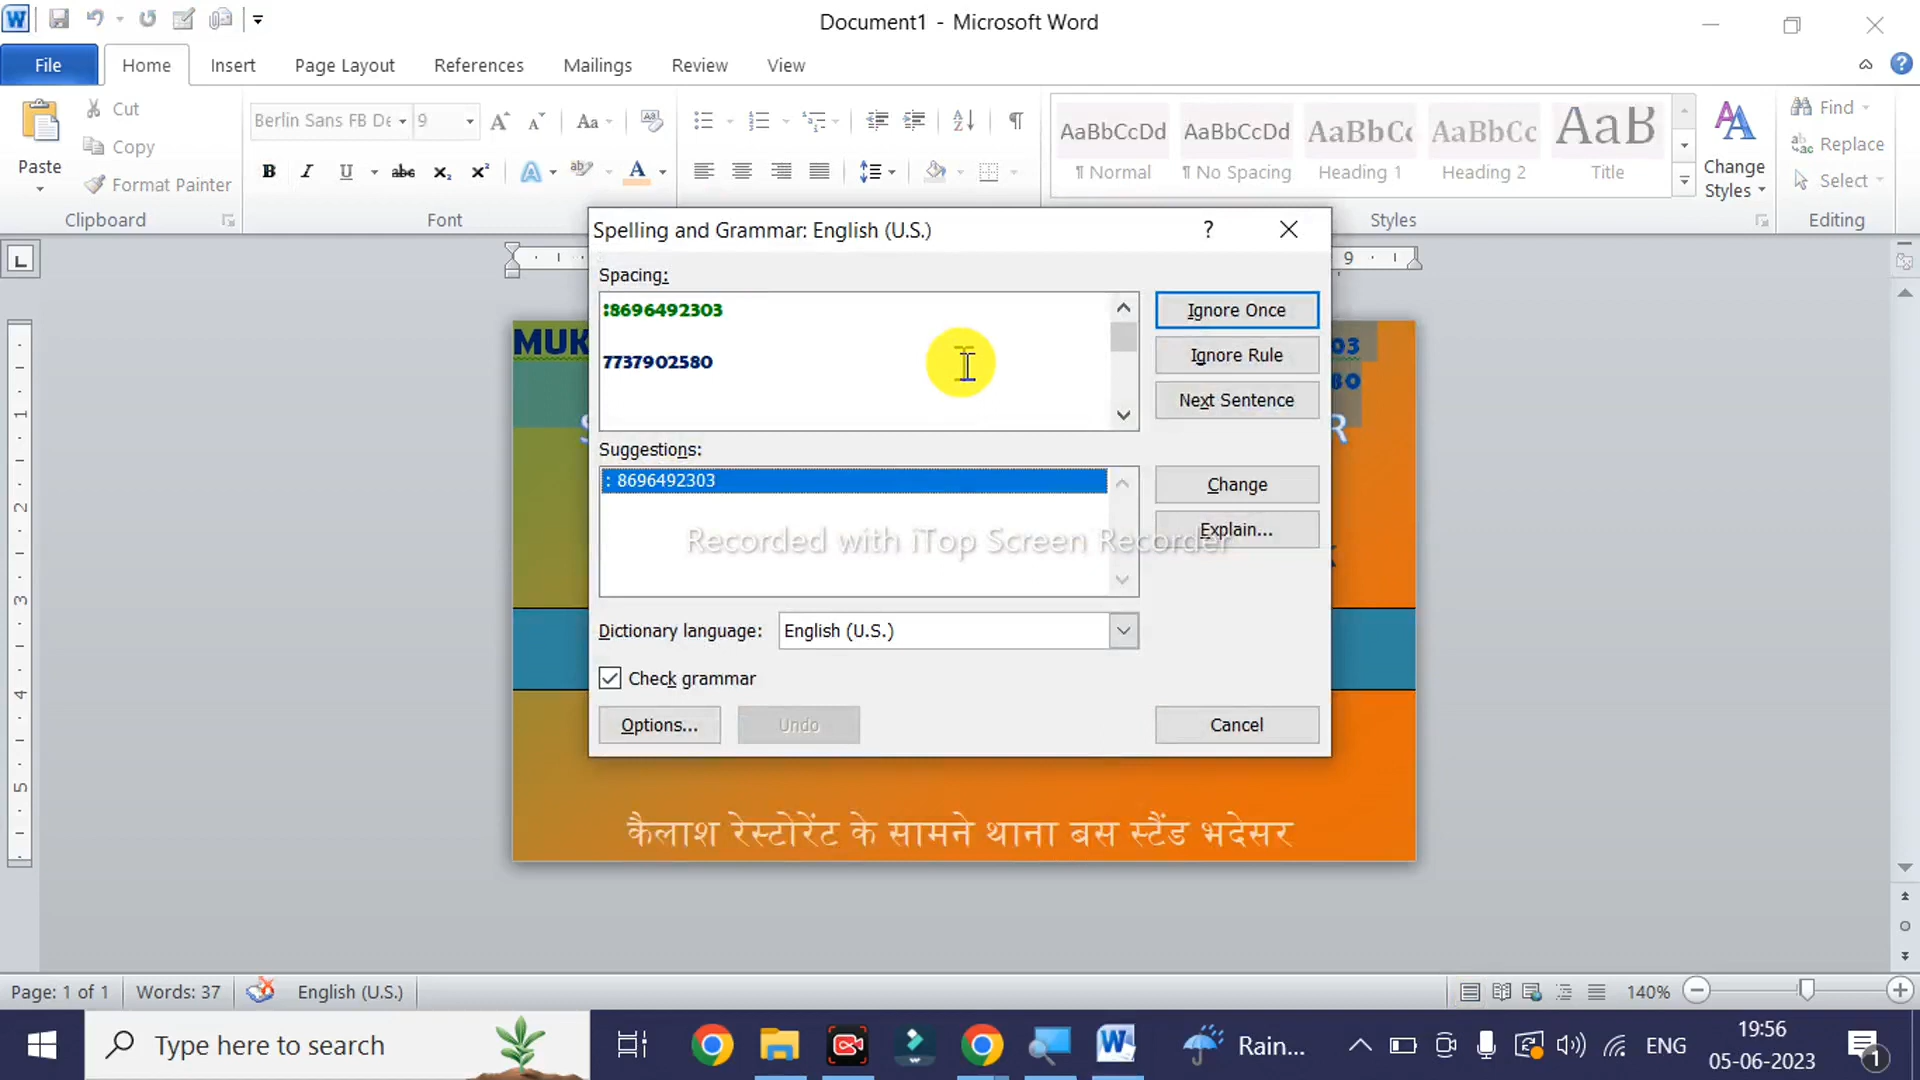 Document1 - Microsoft Word
File Home Insert Page Layout References Mailings Review View
Paste
Cut
Copy
Format Painter
Clipboard
Berlin Sans FB De 9
Font
AaBbCcDd AaBbCcDd AaBbCc AaBbCc AaB
¶ Normal ¶ No Spacing Heading 1 Heading 2 Title
Styles
Change Styles
Find
Replace
Select
Editing
Spelling and Grammar: English (U.S.)
Spacing:
:8696492303
7737902580
Ignore Once
Ignore Rule
Next Sentence
Suggestions:
: 8696492303
Change
Explain...
Recorded with iTop Screen Recorder
Dictionary language: English (U.S.)
Check grammar
Options... Undo Cancel
MUK
03
80
कैलाश रेस्टोरेंट के सामने थाना बस स्टैंड भदेसर
Page: 1 of 1 Words: 37 English (U.S.) 140%
Type here to search
Rain... ENG
19:56
05-06-2023
1